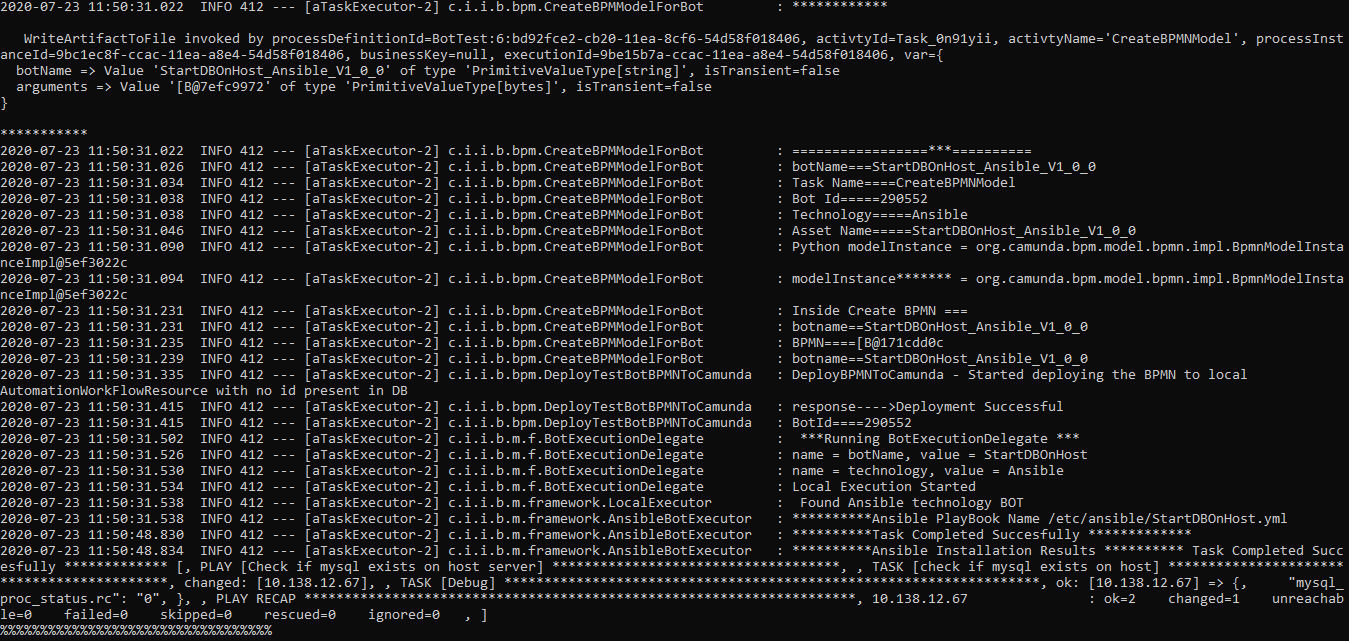 2020-07-23 11:50:31.022  INFO 412 --- [aTaskExecutor-2] c.i.i.b.bpm.CreateBPMModelForBot         : ************
   WriteArtifactToFile invoked by processDefinitionId=BotTest:6:bd92fce2-cb20-11ea-8cf6-54d58f018406, activtyId=Task_0n91yii, activtyName='CreateBPMNModel', processInst
anceId=9bc1ec8f-ccac-11ea-a8e4-54d58f018406, businessKey=null, executionId=9be15b7a-ccac-11ea-a8e4-54d58f018406, var={
  botName => Value 'StartDBOnHost_Ansible_V1_0_0' of type 'PrimitiveValueType[string]', isTransient=false
  arguments => Value '[B@7efc9972' of type 'PrimitiveValueType[bytes]', isTransient=false
}
***********
2020-07-23 11:50:31.022  INFO 412 --- [aTaskExecutor-2] c.i.i.b.bpm.CreateBPMModelForBot         : =================***==========
2020-07-23 11:50:31.026  INFO 412 --- [aTaskExecutor-2] c.i.i.b.bpm.CreateBPMModelForBot         : botName===StartDBOnHost_Ansible_V1_0_0
2020-07-23 11:50:31.034  INFO 412 --- [aTaskExecutor-2] c.i.i.b.bpm.CreateBPMModelForBot         : Task Name====CreateBPMNModel
2020-07-23 11:50:31.038  INFO 412 --- [aTaskExecutor-2] c.i.i.b.bpm.CreateBPMModelForBot         : Bot Id=====290552
2020-07-23 11:50:31.038  INFO 412 --- [aTaskExecutor-2] c.i.i.b.bpm.CreateBPMModelForBot         : Technology=====Ansible
2020-07-23 11:50:31.046  INFO 412 --- [aTaskExecutor-2] c.i.i.b.bpm.CreateBPMModelForBot         : Asset Name=====StartDBOnHost_Ansible_V1_0_0
2020-07-23 11:50:31.090  INFO 412 --- [aTaskExecutor-2] c.i.i.b.bpm.CreateBPMModelForBot         : Python modelInstance = org.camunda.bpm.model.bpmn.impl.BpmnModelInsta
nceImpl@5ef3022c
2020-07-23 11:50:31.094  INFO 412 --- [aTaskExecutor-2] c.i.i.b.bpm.CreateBPMModelForBot         : modelInstance******* = org.camunda.bpm.model.bpmn.impl.BpmnModelInsta
nceImpl@5ef3022c
2020-07-23 11:50:31.231  INFO 412 --- [aTaskExecutor-2] c.i.i.b.bpm.CreateBPMModelForBot         : Inside Create BPMN ===
2020-07-23 11:50:31.231  INFO 412 --- [aTaskExecutor-2] c.i.i.b.bpm.CreateBPMModelForBot         : botname==StartDBOnHost_Ansible_V1_0_0
2020-07-23 11:50:31.235  INFO 412 --- [aTaskExecutor-2] c.i.i.b.bpm.CreateBPMModelForBot         : BPMN====[B@171cdd0c
2020-07-23 11:50:31.239  INFO 412 --- [aTaskExecutor-2] c.i.i.b.bpm.CreateBPMModelForBot         : botname==StartDBOnHost_Ansible_V1_0_0
2020-07-23 11:50:31.335  INFO 412 --- [aTaskExecutor-2] c.i.i.b.bpm.DeployTestBotBPMNToCamunda   : DeployBPMNToCamunda - Started deploying the BPMN to local
AutomationWorkFlowResource with no id present in DB
2020-07-23 11:50:31.415  INFO 412 --- [aTaskExecutor-2] c.i.i.b.bpm.DeployTestBotBPMNToCamunda   : response---->Deployment Successful
2020-07-23 11:50:31.415  INFO 412 --- [aTaskExecutor-2] c.i.i.b.bpm.DeployTestBotBPMNToCamunda   : BotId====290552
2020-07-23 11:50:31.502  INFO 412 --- [aTaskExecutor-2] c.i.i.b.m.f.BotExecutionDelegate         :  ***Running BotExecutionDelegate ***
2020-07-23 11:50:31.526  INFO 412 --- [aTaskExecutor-2] c.i.i.b.m.f.BotExecutionDelegate         : name = botName, value = StartDBOnHost
2020-07-23 11:50:31.530  INFO 412 --- [aTaskExecutor-2] c.i.i.b.m.f.BotExecutionDelegate         : name = technology, value = Ansible
2020-07-23 11:50:31.534  INFO 412 --- [aTaskExecutor-2] c.i.i.b.m.f.BotExecutionDelegate         : Local Execution Started
2020-07-23 11:50:31.538  INFO 412 --- [aTaskExecutor-2] c.i.i.b.m.framework.LocalExecutor        :  Found Ansible technology BOT
2020-07-23 11:50:31.538  INFO 412 --- [aTaskExecutor-2] c.i.i.b.m.framework.AnsibleBotExecutor   : **********Ansible PlayBook Name /etc/ansible/StartDBOnHost.yml
2020-07-23 11:50:48.830  INFO 412 --- [aTaskExecutor-2] c.i.i.b.m.framework.AnsibleBotExecutor   : **********Task Completed Succesfully *************
2020-07-23 11:50:48.834  INFO 412 --- [aTaskExecutor-2] c.i.i.b.m.framework.AnsibleBotExecutor   : **********Ansible Installation Results ********** Task Completed Succ
esfully ************* [, PLAY [Check if mysql exists on host server] ************************************, , TASK [check if mysql exists on host] **********************
*********************, changed: [10.138.12.67], , TASK [Debug] *******************************************************************, ok: [10.138.12.67] => {,     "mysql_
proc_status.rc": "0", }, , PLAY RECAP *********************************************************************, 10.138.12.67               : ok=2    changed=1    unreachab
le=0    failed=0    skipped=0    rescued=0    ignored=0   , ]
%%%%%%%%%%%%%%%%%%%%%%%%%%%%%%%%%%